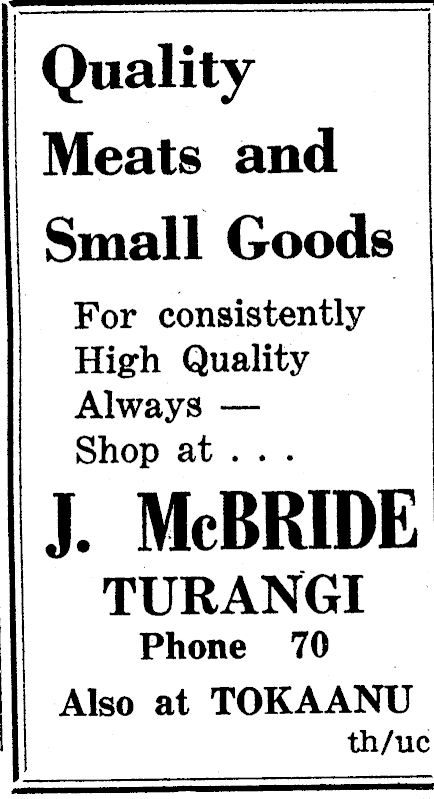 Quality
Meats and
Small Goods
For consistently
High Quality
Always —
Shop at . . .
J. McBRIDE
TURANGI
Phone 70
Also at TOKAANU
th/uc